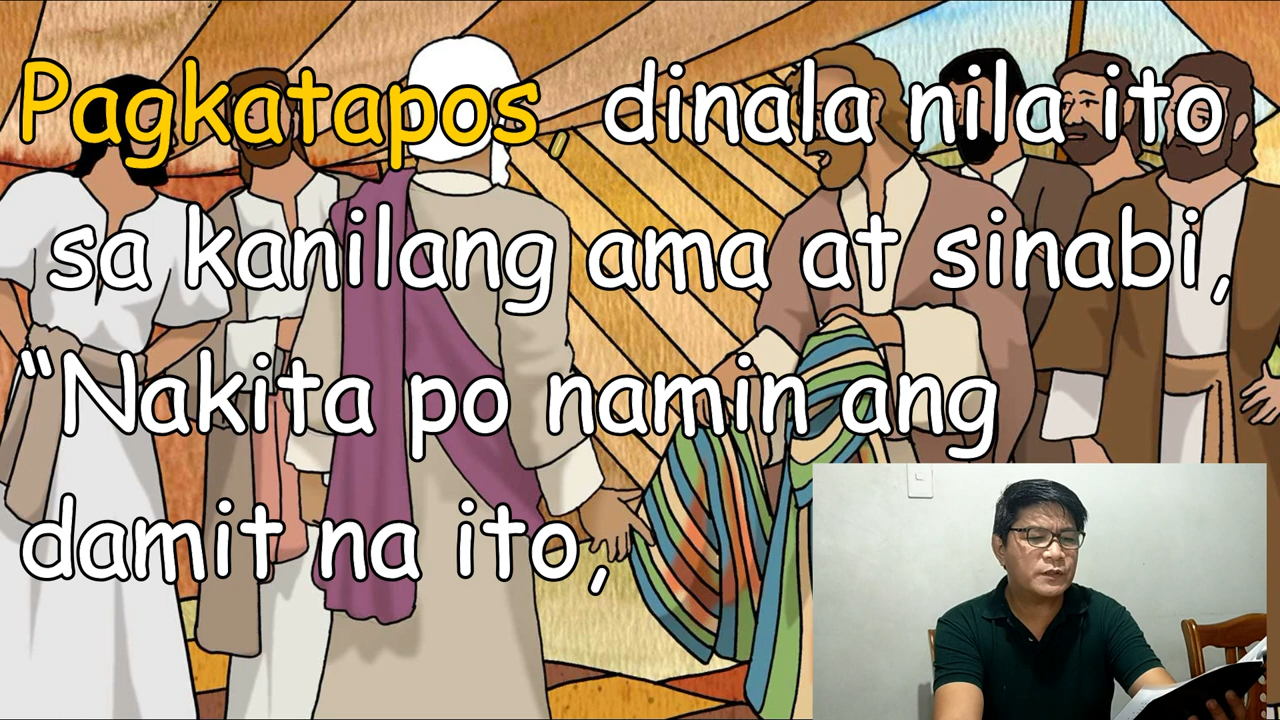 Pagkatapos dinala nila ito
sa kanilang ama at sinabi,
“Nakita po namin ang
damit na ito,